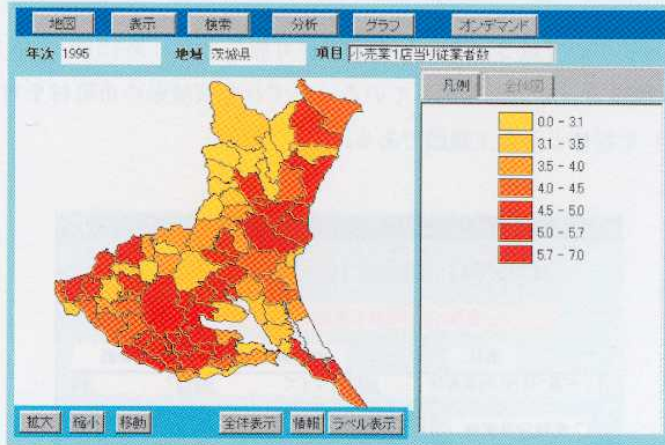 地図 表示 検索 分析 グラフ オンデマンド
年次 1995 地域 茨城県 項目 小売業1店当り従業者数
凡例 全体図
0.0 - 3.1
3.1 - 3.5
3.5 - 4.0
4.0 - 4.5
4.5 - 5.0
5.0 - 5.7
5.7 - 7.0
拡大 縮小 移動 全体表示 情報 ラベル表示